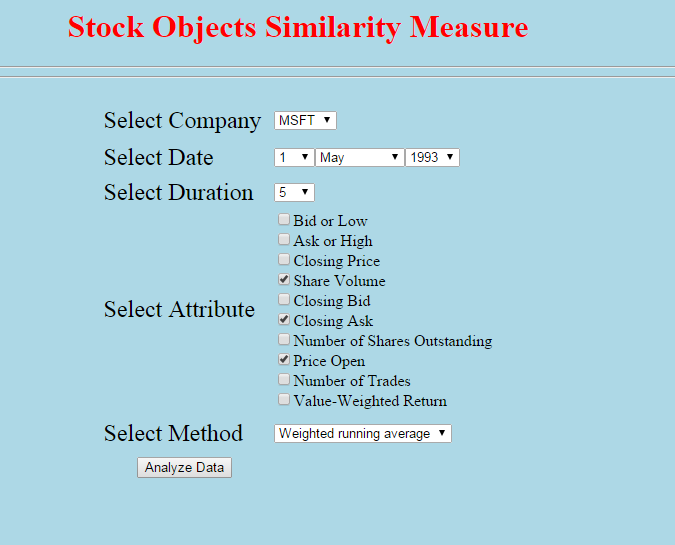 Stock Objects Similarity Measure
Select Company MSFT
Select Date 1 May 1993
Select Duration 5
Select Attribute
Bid or Low
Ask or High
Closing Price
Share Volume
Closing Bid
Closing Ask
Number of Shares Outstanding
Price Open
Number of Trades
Value-Weighted Return
Select Method Weighted running average
Analyze Data